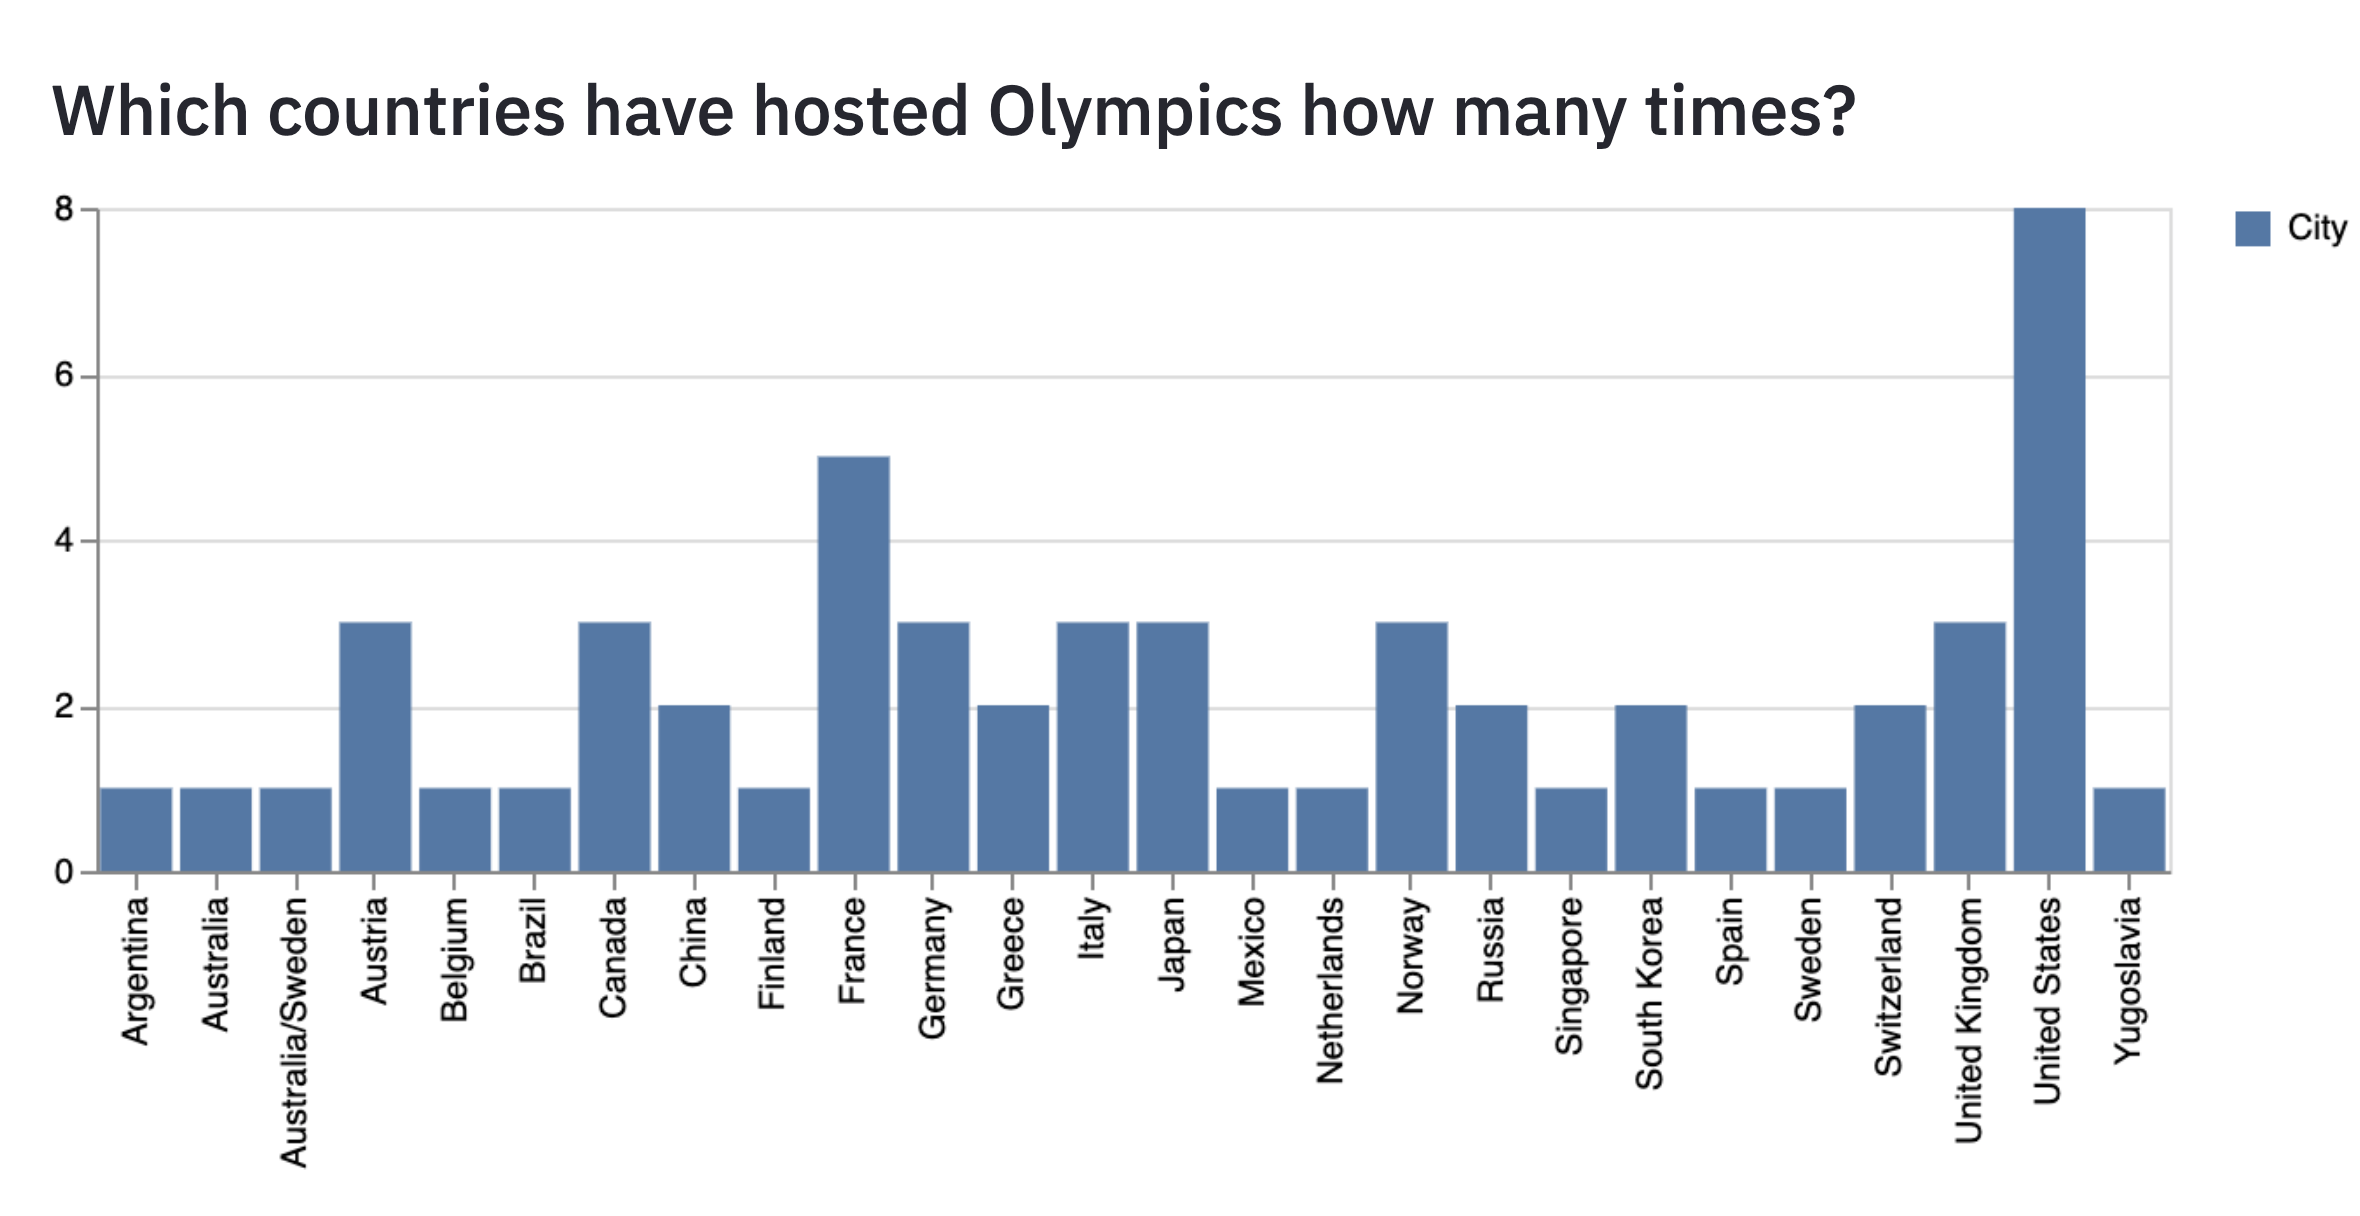 Which countries have hosted Olympics how many times?
8
City
6
4
2
0
Argentina
Australia
Australia/Sweden
Austria
Belgium
Brazil
Canada
China
Finland
France
Germany
Greece
Italy
Japan
Mexico
Netherlands
Norway
Russia
Singapore
South Korea
Spain
Sweden
Switzerland
United Kingdom
United States
Yugoslavia